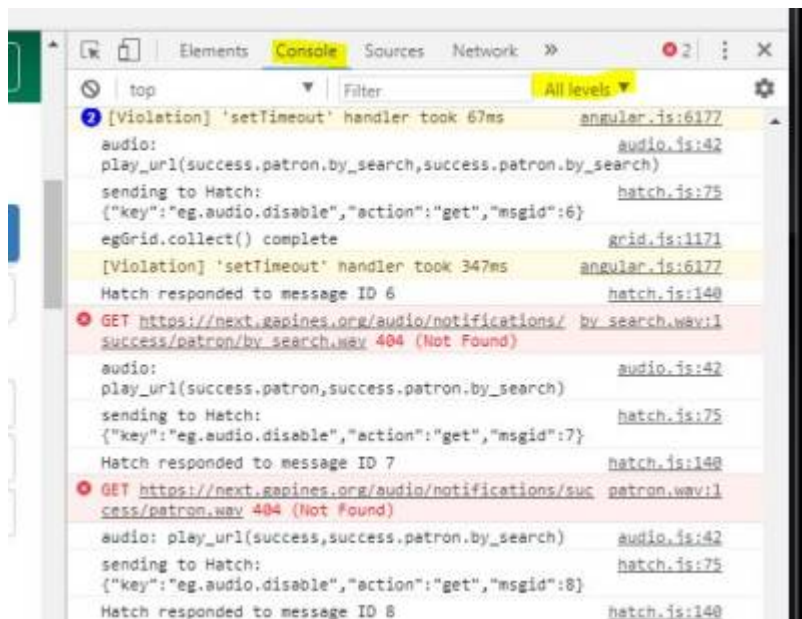 Elements Console Sources Network » 2
top Filter All levels
2 [Violation] 'setTimeout' handler took 67ms angular.js:6177
audio: audio.js:42
play_url(success.patron.by_search,success.patron.by_search)
sending to Hatch: hatch.js:75
{"key":"eg.audio.disable","action":"get","msgid":6}
egGrid.collect() complete grid.js:1171
[Violation] 'setTimeout' handler took 347ms angular.js:6177
Hatch responded to message ID 6 hatch.js:140
GET https://next.gapines.org/audio/notifications/ by_search.wav:1
success/patron/by_search.wav 404 (Not Found)
audio: audio.js:42
play_url(success.patron,success.patron.by_search)
sending to Hatch: hatch.js:75
{"key":"eg.audio.disable","action":"get","msgid":7}
Hatch responded to message ID 7 hatch.js:140
GET https://next.gapines.org/audio/notifications/suc patron.wav:1
cess/patron.wav 404 (Not Found)
audio: play_url(success,success.patron.by_search) audio.js:42
sending to Hatch: hatch.js:75
{"key":"eg.audio.disable","action":"get","msgid":8}
Hatch responded to message ID 8 hatch.js:140